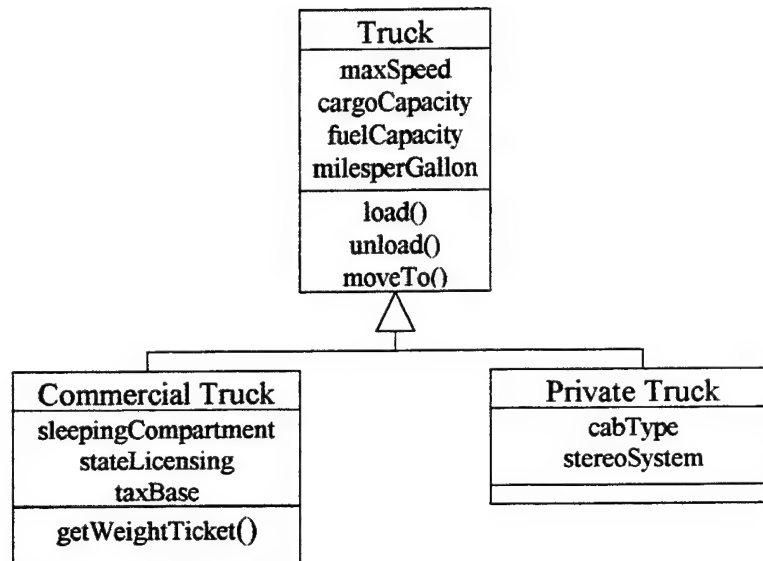 Truck
maxSpeed
cargoCapacity
fuelCapacity
milesperGallon
load()
unload()
moveTo()
Commercial Truck
sleepingCompartment
stateLicensing
taxBase
getWeightTicket()
Private Truck
cabType
stereoSystem